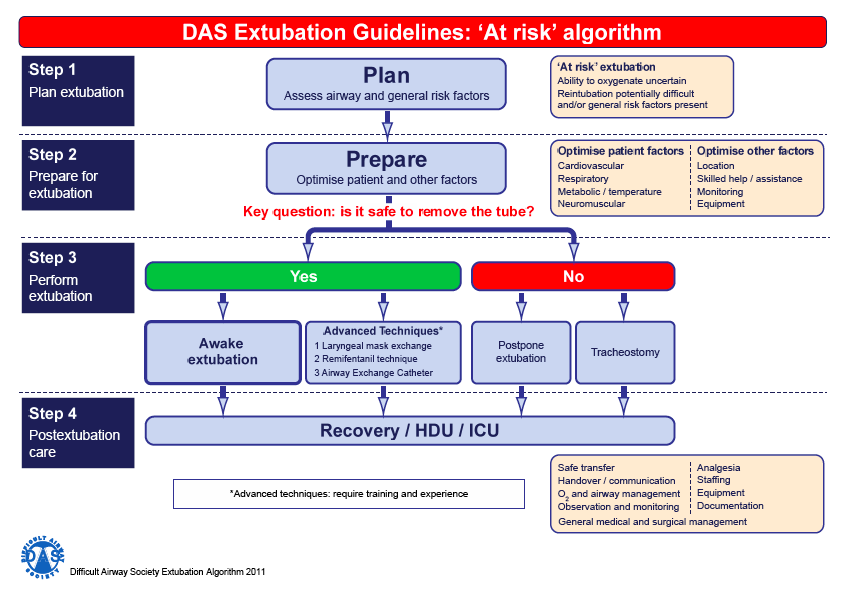 DAS Extubation Guidelines: ‘At risk’ algorithm
Step 1
Plan extubation
Plan
Assess airway and general risk factors
‘At risk’ extubation
Ability to oxygenate uncertain
Reintubation potentially difficult
and/or general risk factors present
Step 2
Prepare for
extubation
Prepare
Optimise patient and other factors
Optimise patient factors
Cardiovascular
Respiratory
Metabolic / temperature
Neuromuscular
Optimise other factors
Location
Skilled help / assistance
Monitoring
Equipment
Key question: is it safe to remove the tube?
Step 3
Perform
extubation
Yes
No
Awake
extubation
Advanced Techniques*
1 Laryngeal mask exchange
2 Remifentanil technique
3 Airway Exchange Catheter
Postpone
extubation
Tracheostomy
Step 4
Postextubation
care
Recovery / HDU / ICU
Safe transfer
Handover / communication
O2 and airway management
Observation and monitoring
Analgesia
Staffing
Equipment
Documentation
General medical and surgical management
*Advanced techniques: require training and experience
DIFFICULT AIRWAY
DAS
SOCIETY
Difficult Airway Society Extubation Algorithm 2011